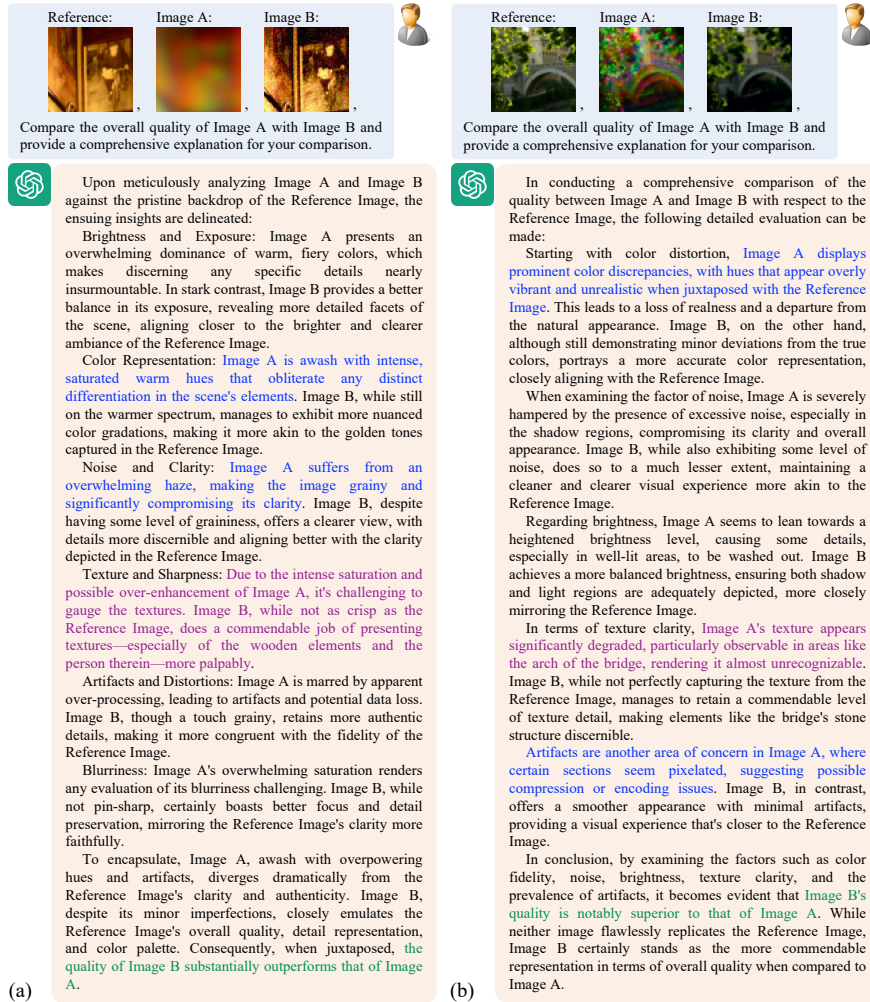 Reference:
Image A:
Image B:
,
,
,
Compare the overall quality of Image A with Image B and
provide a comprehensive explanation for your comparison.
Upon meticulously analyzing Image A and Image B
against the pristine backdrop of the Reference Image, the
ensuing insights are delineated:
Brightness and Exposure: Image A presents an
overwhelming dominance of warm, fiery colors, which
makes discerning any specific details nearly
insurmountable. In stark contrast, Image B provides a better
balance in its exposure, revealing more detailed facets of
the scene, aligning closer to the brighter and clearer
ambiance of the Reference Image.
Color Representation: Image A is awash with intense,
saturated warm hues that obliterate any distinct
differentiation in the scene's elements. Image B, while still
on the warmer spectrum, manages to exhibit more nuanced
color gradations, making it more akin to the golden tones
captured in the Reference Image.
Noise and Clarity: Image A suffers from an
overwhelming haze, making the image grainy and
significantly compromising its clarity. Image B, despite
having some level of graininess, offers a clearer view, with
details more discernible and aligning better with the clarity
depicted in the Reference Image.
Texture and Sharpness: Due to the intense saturation and
possible over-enhancement of Image A, it's challenging to
gauge the textures. Image B, while not as crisp as the
Reference Image, does a commendable job of presenting
textures—especially of the wooden elements and the
person therein—more palpably.
Artifacts and Distortions: Image A is marred by apparent
over-processing, leading to artifacts and potential data loss.
Image B, though a touch grainy, retains more authentic
details, making it more congruent with the fidelity of the
Reference Image.
Blurriness: Image A's overwhelming saturation renders
any evaluation of its blurriness challenging. Image B, while
not pin-sharp, certainly boasts better focus and detail
preservation, mirroring the Reference Image's clarity more
faithfully.
To encapsulate, Image A, awash with overpowering
hues and artifacts, diverges dramatically from the
Reference Image's clarity and authenticity. Image B,
despite its minor imperfections, closely emulates the
Reference Image's overall quality, detail representation,
and color palette. Consequently, when juxtaposed, the
quality of Image B substantially outperforms that of Image
A.
(a)
Reference:
Image A:
Image B:
,
,
,
Compare the overall quality of Image A with Image B and
provide a comprehensive explanation for your comparison.
In conducting a comprehensive comparison of the
quality between Image A and Image B with respect to the
Reference Image, the following detailed evaluation can be
made:
Starting with color distortion, Image A displays
prominent color discrepancies, with hues that appear overly
vibrant and unrealistic when juxtaposed with the Reference
Image. This leads to a loss of realness and a departure from
the natural appearance. Image B, on the other hand,
although still demonstrating minor deviations from the true
colors, portrays a more accurate color representation,
closely aligning with the Reference Image.
When examining the factor of noise, Image A is severely
hampered by the presence of excessive noise, especially in
the shadow regions, compromising its clarity and overall
appearance. Image B, while also exhibiting some level of
noise, does so to a much lesser extent, maintaining a
cleaner and clearer visual experience more akin to the
Reference Image.
Regarding brightness, Image A seems to lean towards a
heightened brightness level, causing some details,
especially in well-lit areas, to be washed out. Image B
achieves a more balanced brightness, ensuring both shadow
and light regions are adequately depicted, more closely
mirroring the Reference Image.
In terms of texture clarity, Image A's texture appears
significantly degraded, particularly observable in areas like
the arch of the bridge, rendering it almost unrecognizable.
Image B, while not perfectly capturing the texture from the
Reference Image, manages to retain a commendable level
of texture detail, making elements like the bridge's stone
structure discernible.
Artifacts are another area of concern in Image A, where
certain sections seem pixelated, suggesting possible
compression or encoding issues. Image B, in contrast,
offers a smoother appearance with minimal artifacts,
providing a visual experience that's closer to the Reference
Image.
In conclusion, by examining the factors such as color
fidelity, noise, brightness, texture clarity, and the
prevalence of artifacts, it becomes evident that Image B's
quality is notably superior to that of Image A. While
neither image flawlessly replicates the Reference Image,
Image B certainly stands as the more commendable
representation in terms of overall quality when compared to
Image A.
(b)